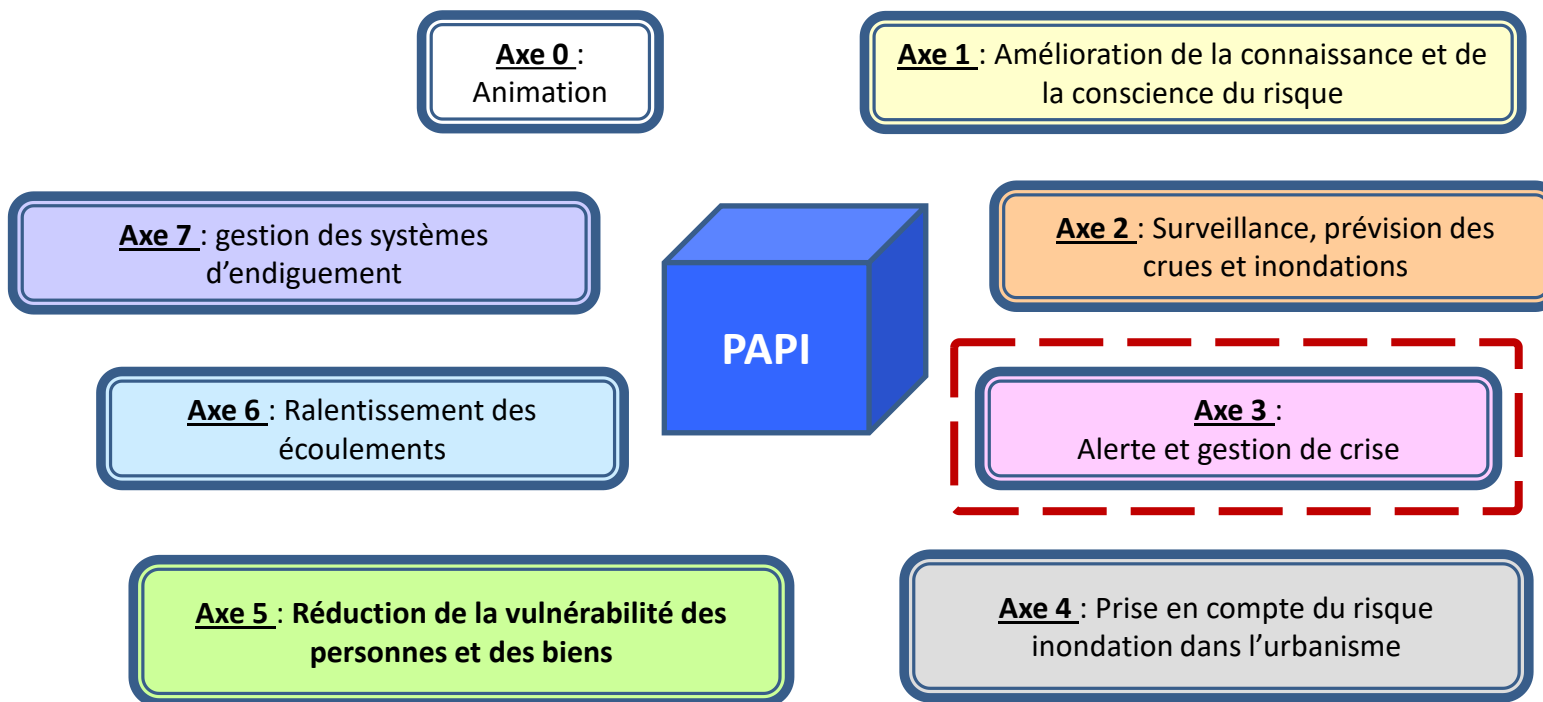 Axe 0 :
Animation
Axe 1 : Amélioration de la connaissance et de
la conscience du risque
Axe 7 : gestion des systèmes
d’endiguement
Axe 2 : Surveillance, prévision des
crues et inondations
PAPI
Axe 6 : Ralentissement des
écoulements
Axe 3 :
Alerte et gestion de crise
Axe 5 : Réduction de la vulnérabilité des
personnes et des biens
Axe 4 : Prise en compte du risque
inondation dans l’urbanisme